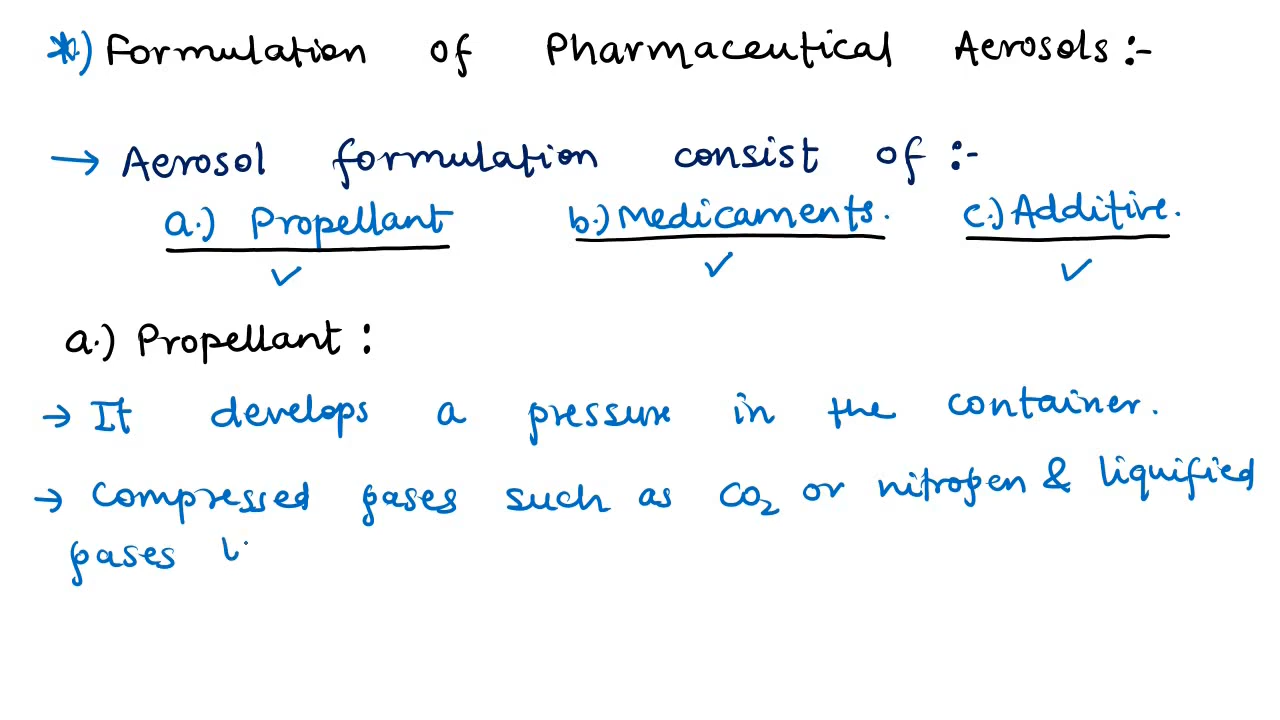 *.) Formulation of Pharmaceutical Aerosols :-
→ Aerosol formulation consist of :-
a.) Propellant b.) Medicaments. c.) Additive.
✓ ✓ ✓
a.) Propellant :
→ It develops a pressure in the container.
→ Compressed gases such as CO₂ or nitrogen & liquified
gases